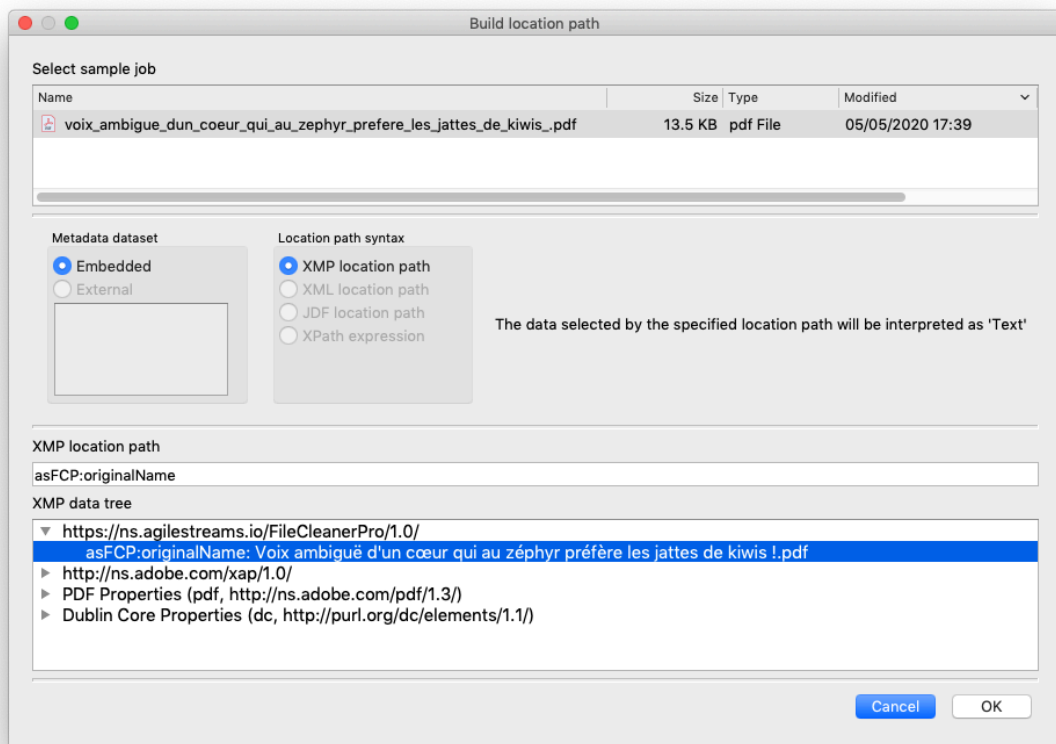 Build location path
Select sample job
Name Size Type Modified
voix_ambigue_dun_coeur_qui_au_zephyr_prefere_les_jattes_de_kiwis_.pdf 13.5 KB pdf File 05/05/2020 17:39
Metadata dataset
Embedded
External
Location path syntax
XMP location path
XML location path
JDF location path
XPath expression
The data selected by the specified location path will be interpreted as 'Text'
XMP location path
asFCP:originalName
XMP data tree
https://ns.agilestreams.io/FileCleanerPro/1.0/
asFCP:originalName: Voix ambiguë d'un cœur qui au zéphyr préfère les jattes de kiwis !.pdf
http://ns.adobe.com/xap/1.0/
PDF Properties (pdf, http://ns.adobe.com/pdf/1.3/)
Dublin Core Properties (dc, http://purl.org/dc/elements/1.1/)
Cancel OK